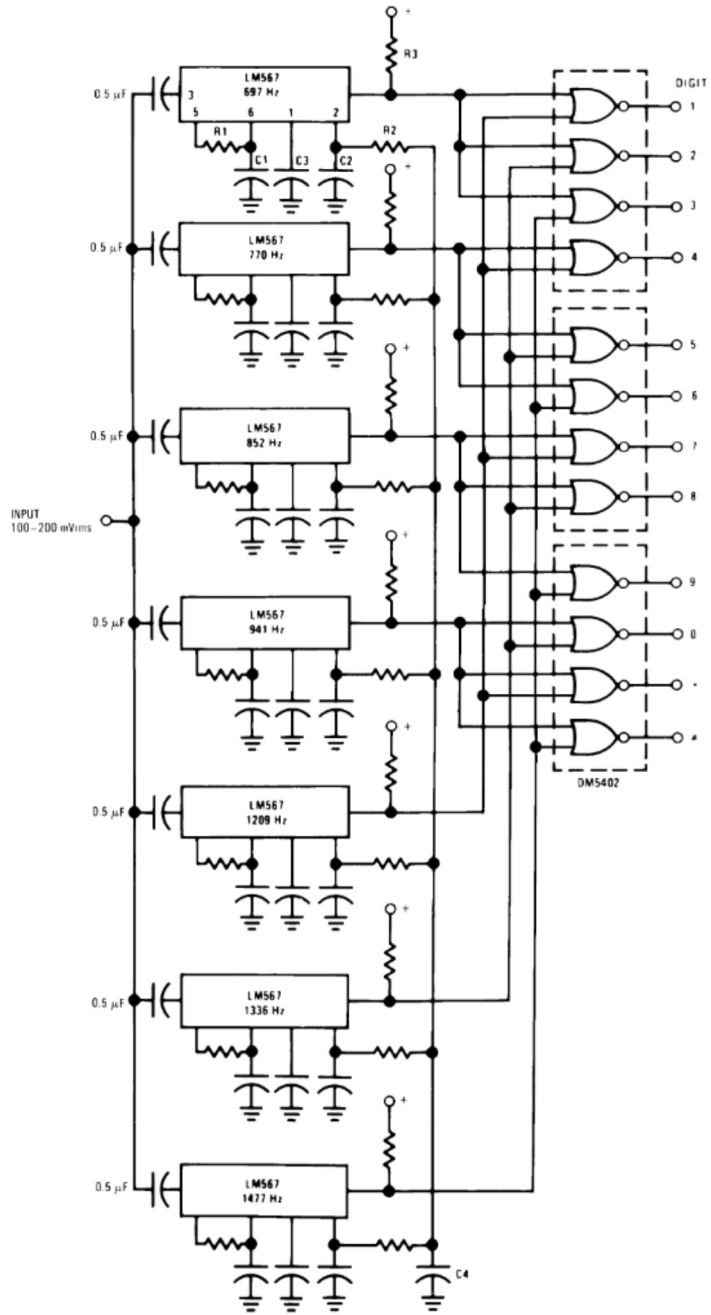 +
R3
LM567
697 Hz
0.5 µF
3
5
6
1
2
R1
R2
C1
C3
C2
DIGIT
1
2
3
4
+
LM567
770 Hz
0.5 µF
+
5
6
7
8
LM567
852 Hz
0.5 µF
INPUT
100–200 mVrms
+
9
0
*
#
LM567
941 Hz
0.5 µF
+
DM5402
LM567
1209 Hz
0.5 µF
+
LM567
1336 Hz
0.5 µF
+
LM567
1477 Hz
0.5 µF
C4